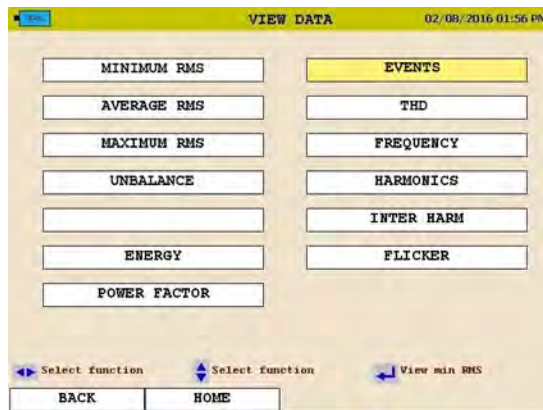 VIEW DATA 02/08/2016 01:56 PM
MINIMUM RMS
EVENTS
AVERAGE RMS
THD
MAXIMUM RMS
FREQUENCY
UNBALANCE
HARMONICS
INTER HARM
ENERGY
FLICKER
POWER FACTOR
Select function
Select function
View min RMS
BACK
HOME